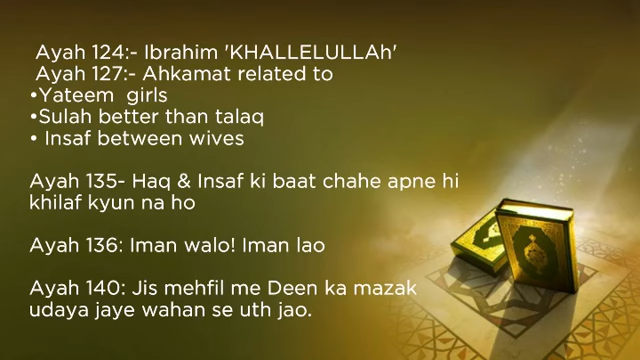 Ayah 124:- Ibrahim 'KHALLELULLAh'
Ayah 127:- Ahkamat related to
•Yateem  girls
•Sulah better than talaq
• Insaf between wives
Ayah 135- Haq & Insaf ki baat chahe apne hi
khilaf kyun na ho
Ayah 136: Iman walo! Iman lao
Ayah 140: Jis mehfil me Deen ka mazak
udaya jaye wahan se uth jao.